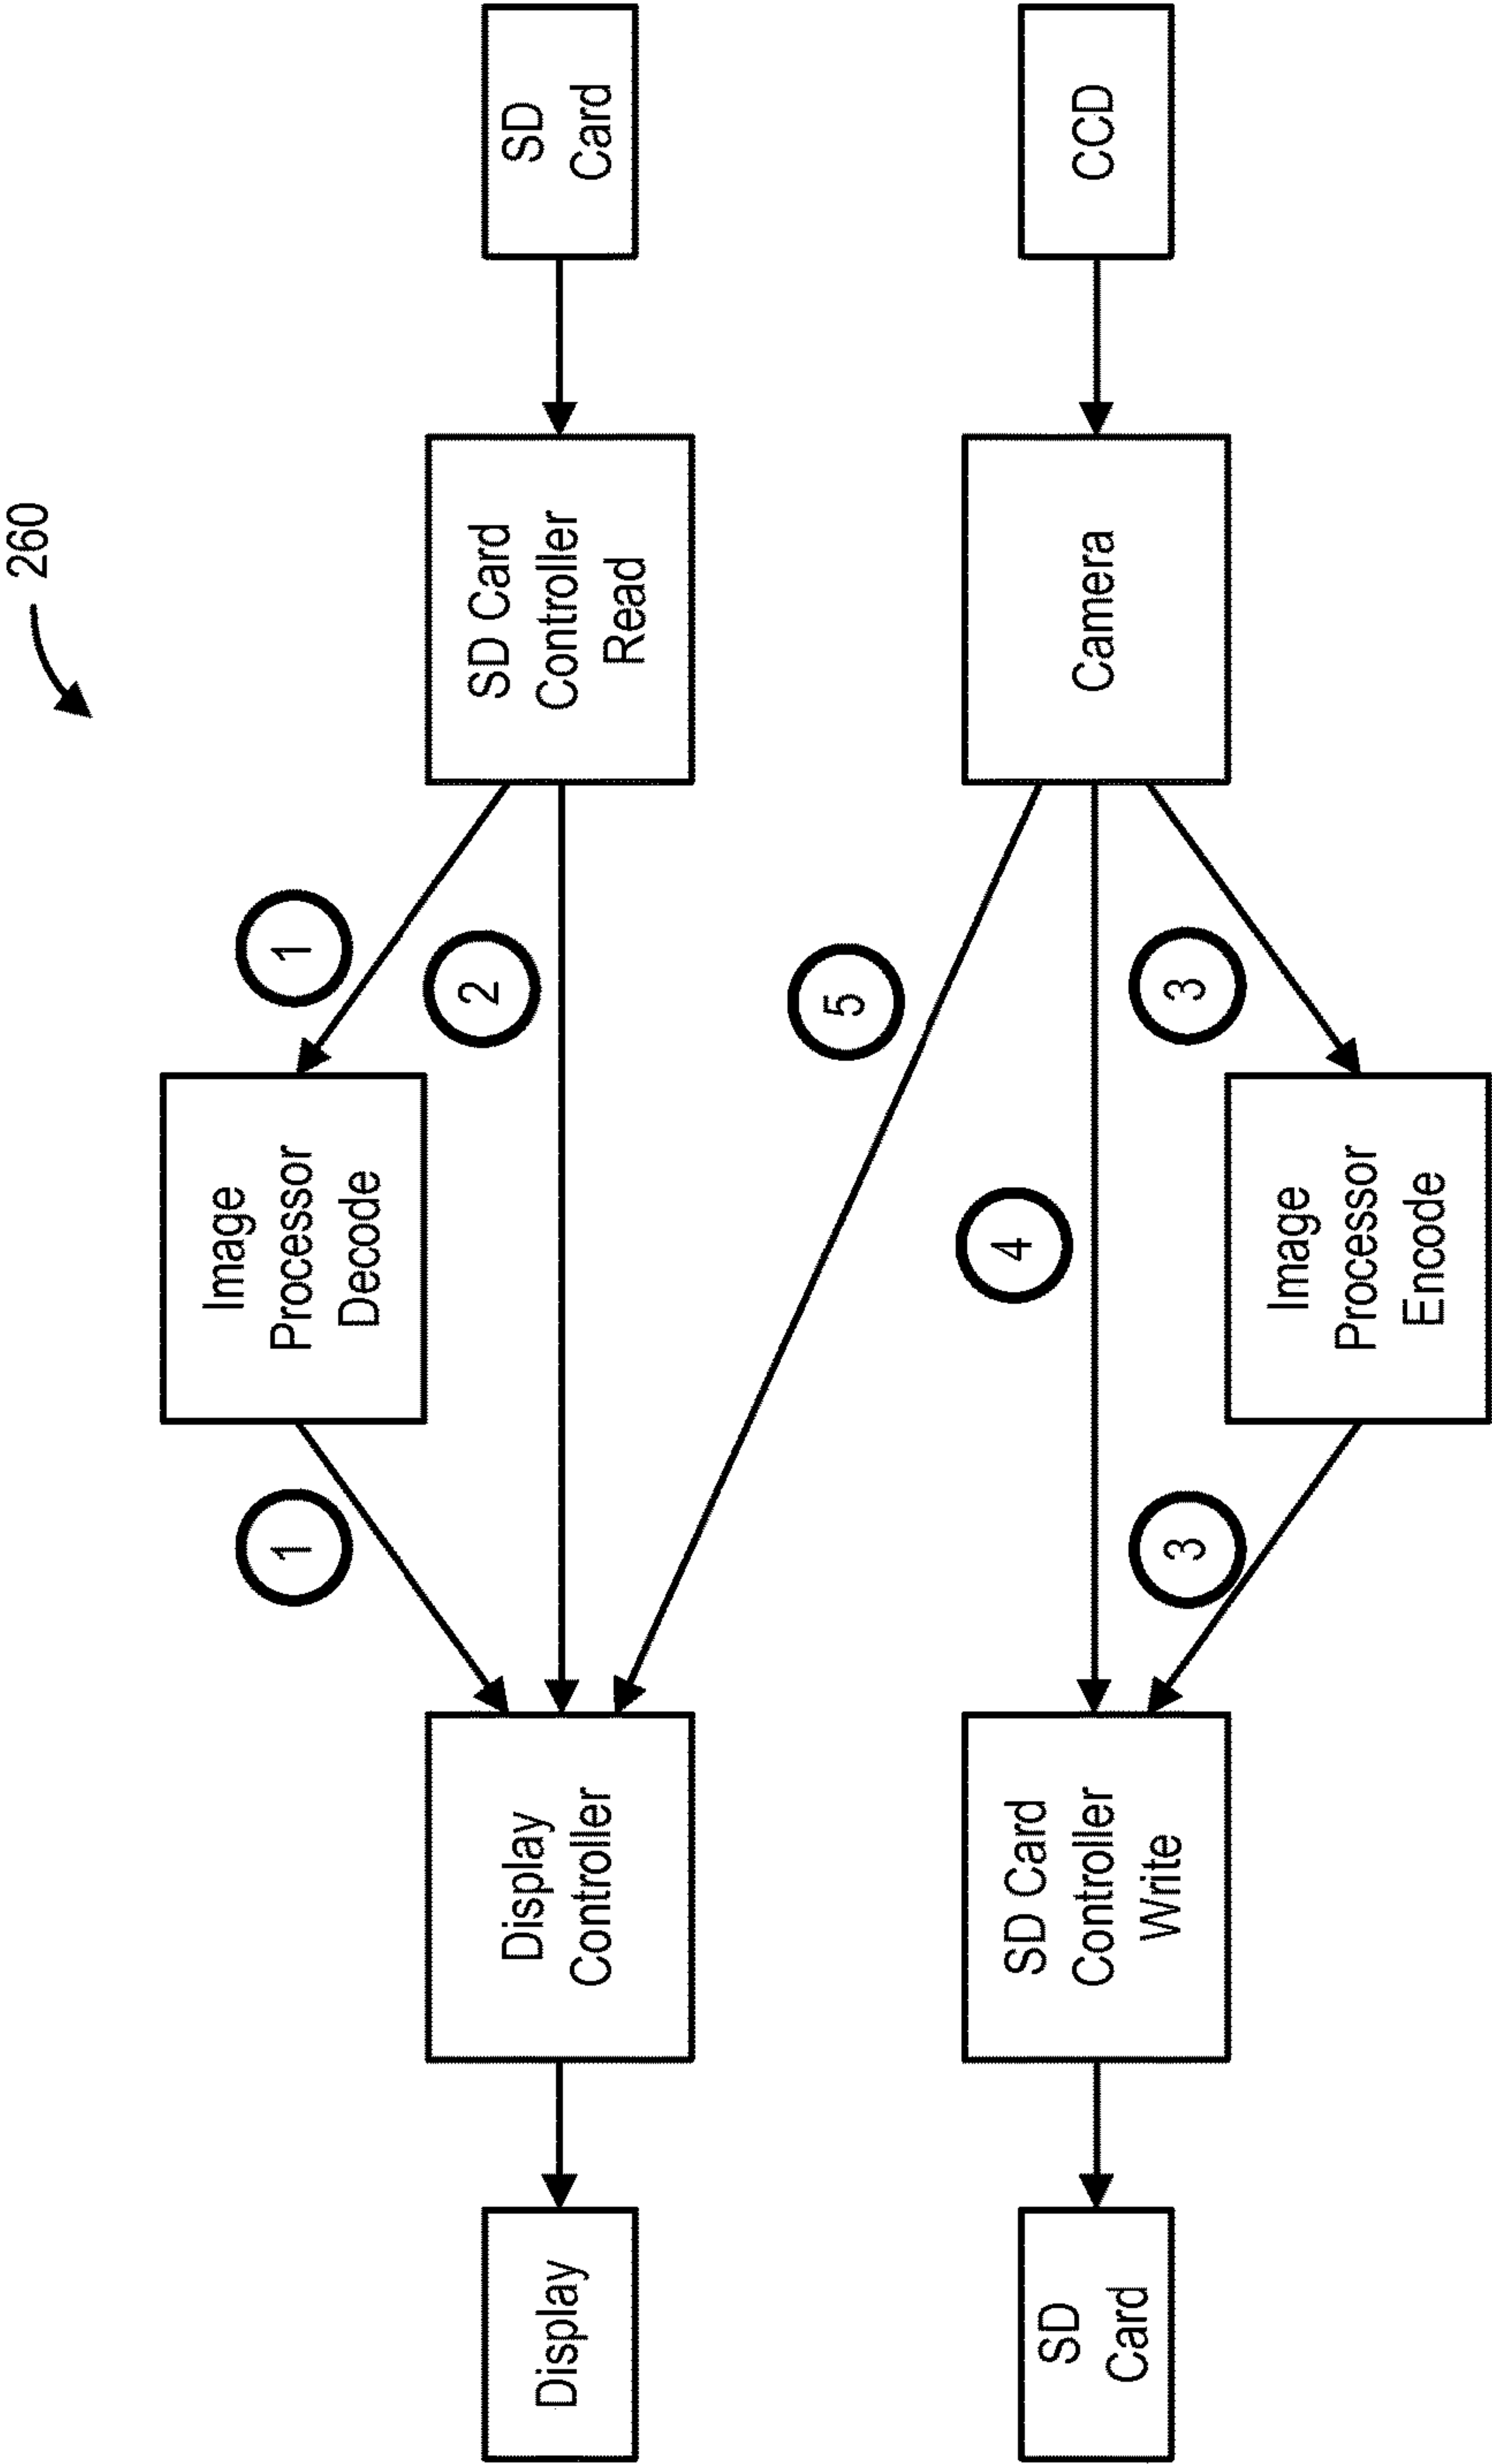 260
Display
Display
Controller
1
Image
Processor
Decode
1
2
SD Card
Controller
Read
SD
Card
5
SD
Card
SD Card
Controller
Write
4
3
Image
Processor
Encode
3
Camera
CCD